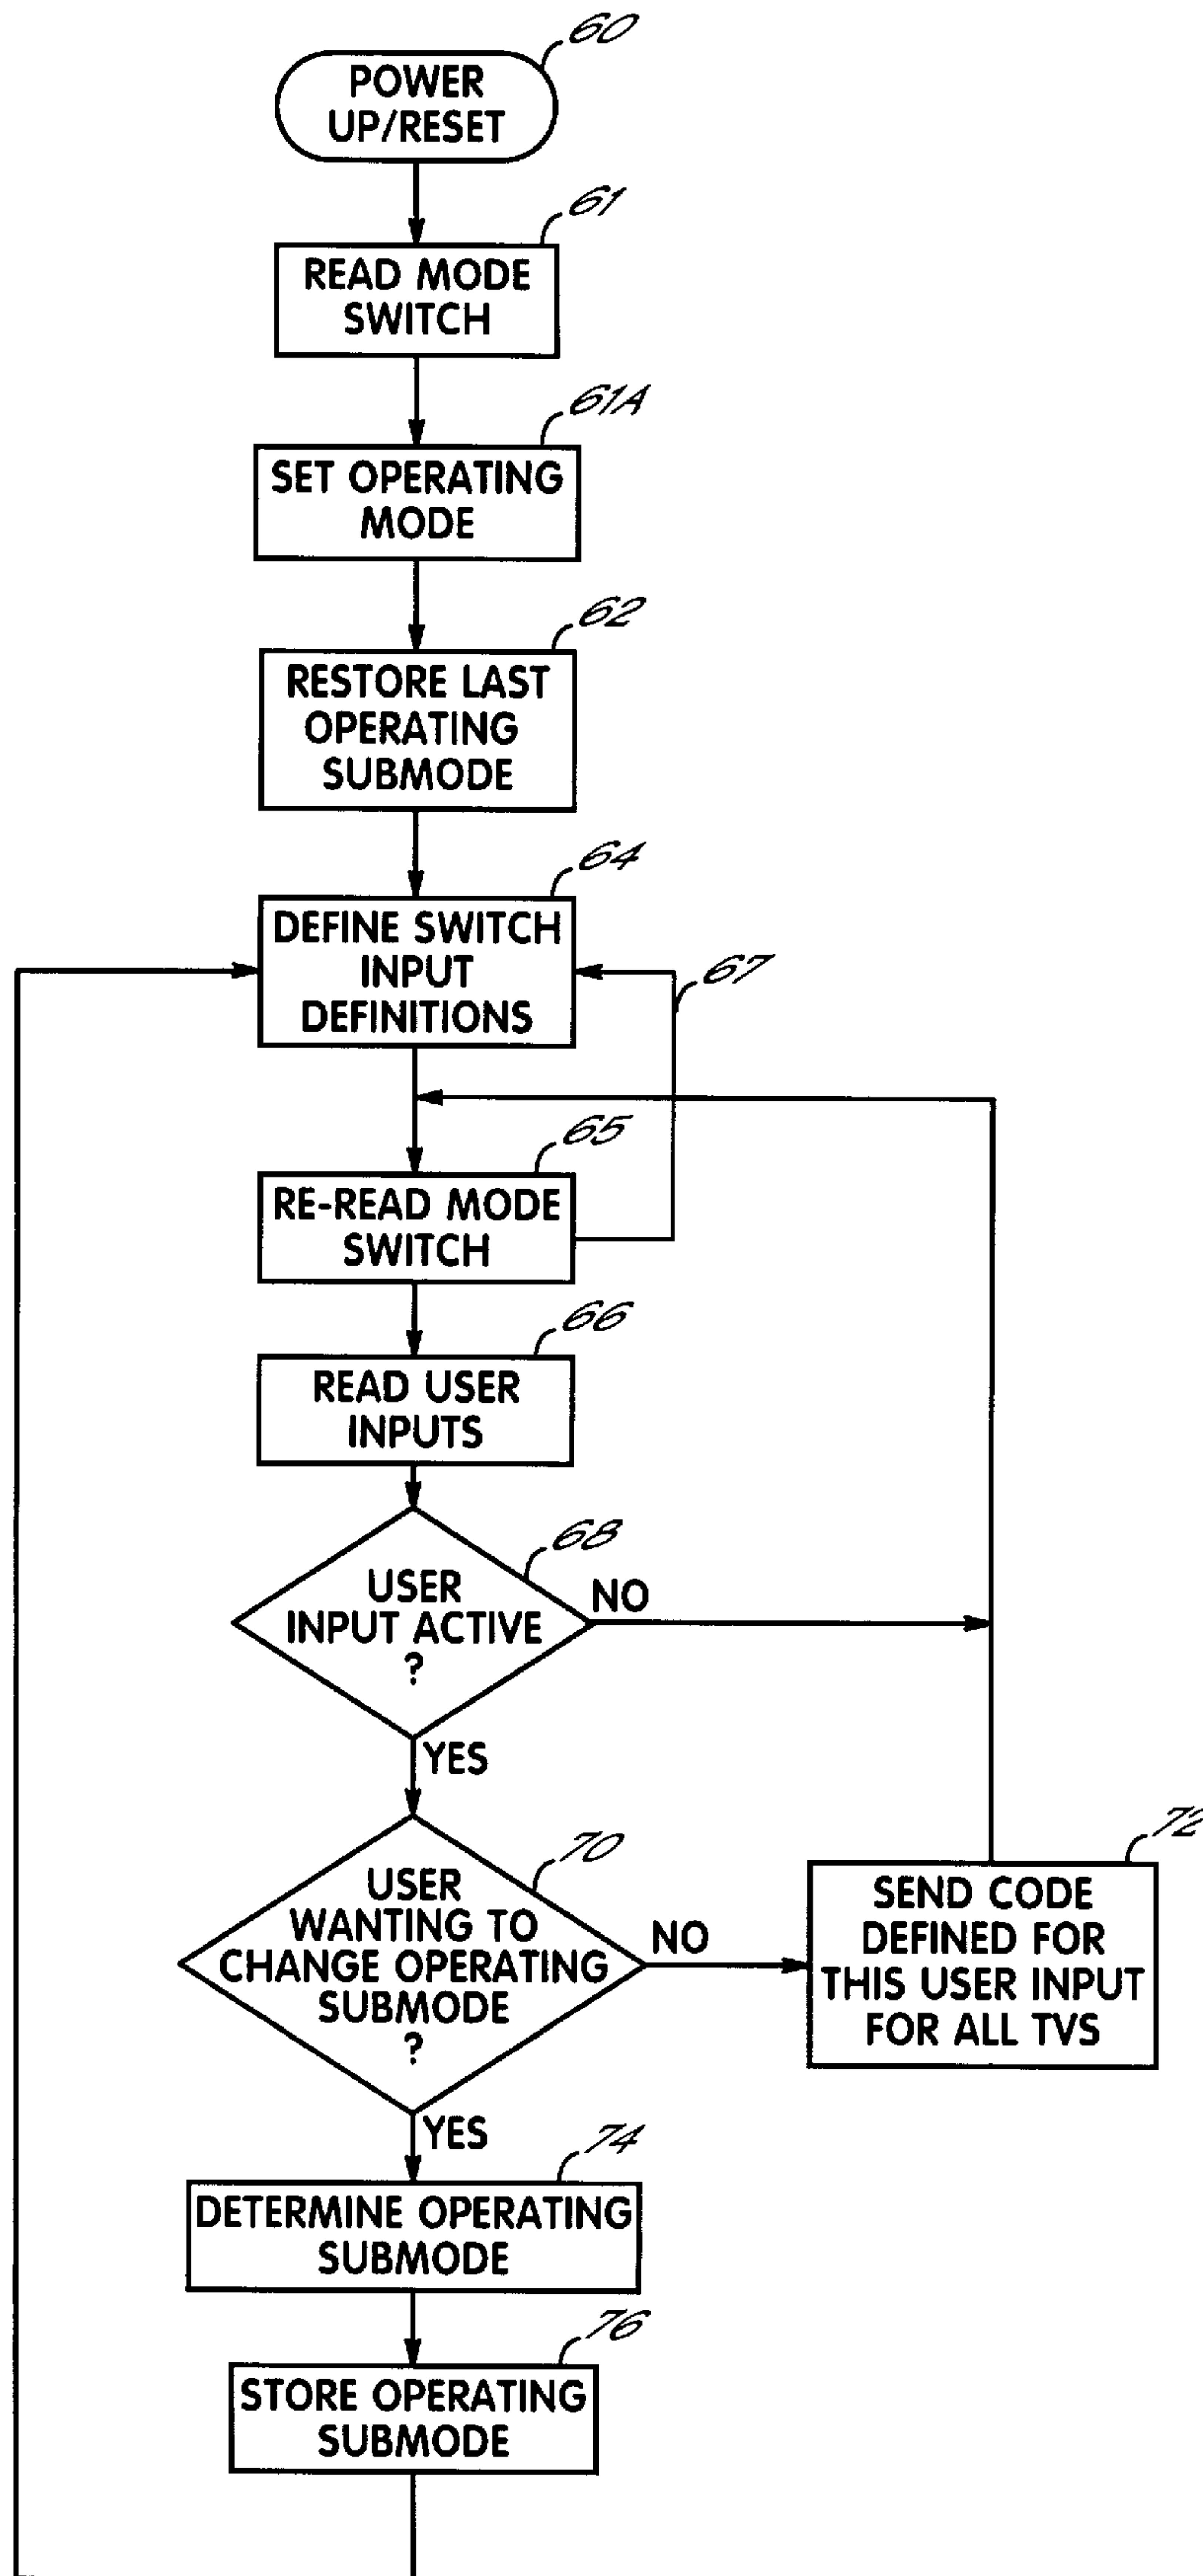 60
POWER
UP/RESET
61
READ MODE
SWITCH
61A
SET OPERATING
MODE
62
RESTORE LAST
OPERATING
SUBMODE
64
DEFINE SWITCH
INPUT
DEFINITIONS
67
65
RE-READ MODE
SWITCH
66
READ USER
INPUTS
68
USER
INPUT ACTIVE
?
NO
YES
70
USER
WANTING TO
CHANGE OPERATING
SUBMODE
?
NO
72
SEND CODE
DEFINED FOR
THIS USER INPUT
FOR ALL TVS
YES
74
DETERMINE OPERATING
SUBMODE
76
STORE OPERATING
SUBMODE